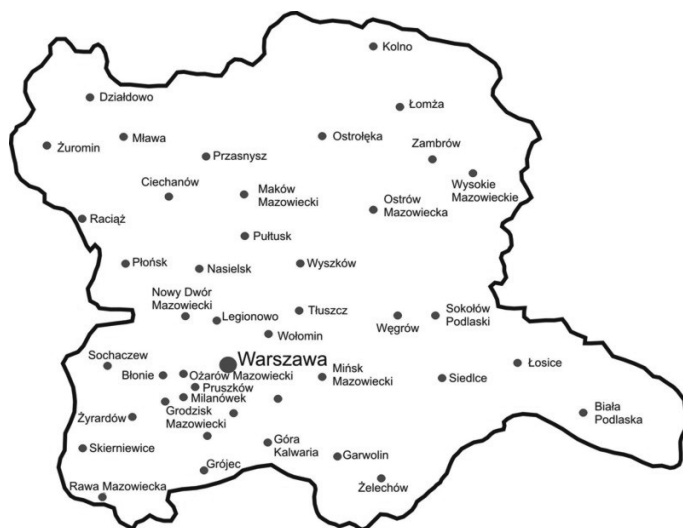 Kolno
Działdowo
Łomża
Mława
Ostrołęka
Żuromin
Przasnysz
Zambrów
Ciechanów
Maków
Mazowiecki
Wysokie
Mazowieckie
Ostrów
Mazowiecka
Raciąż
Pułtusk
Płońsk
Nasielsk
Wyszków
Nowy Dwór
Mazowiecki
Legionowo
Tłuszcz
Węgrów
Sokołów
Podlaski
Wołomin
Sochaczew
Warszawa
Łosice
Błonie
Ożarów Mazowiecki
Mińsk
Mazowiecki
Siedlce
Pruszków
Milanówek
Żyrardów
Grodzisk
Mazowiecki
Biała
Podlaska
Skierniewice
Góra
Kalwaria
Garwolin
Grójec
Rawa Mazowiecka
Żelechów